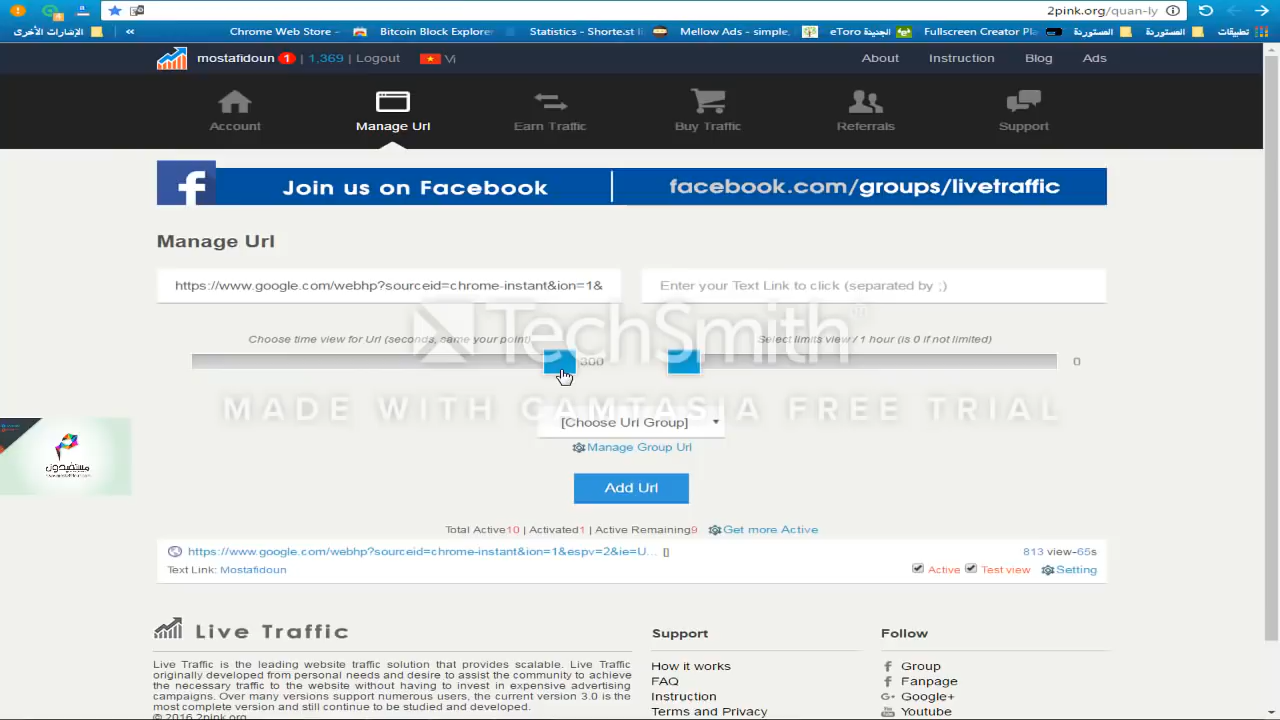 2pink.org/quan-ly
الإشارات الأخرى
Chrome Web Store -
Bitcoin Block Explorer
Statistics - Shorte.st
Mellow Ads - simple,
eToro الجديدة
Fullscreen Creator Pla
المستوردة
المستوردة
تطبيقات
mostafidoun 1 | 1,369 | Logout Vi
About Instruction Blog Ads
Account
Manage Url
Earn Traffic
Buy Traffic
Referrals
Support
Join us on Facebook
facebook.com/groups/livetraffic
Manage Url
https://www.google.com/webhp?sourceid=chrome-instant&ion=1&
Enter your Text Link to click (separated by ;)
TechSmith
Choose time view for Url (seconds, came your point)
Select limits view / 1 hour (is 0 if not limited)
300
0
MADE WITH CAMTASIA FREE TRIAL
[Choose Url Group]
Manage Group Url
مستفيدون
Add Url
Total Active10 | Activated1 | Active Remaining9 Get more Active
https://www.google.com/webhp?sourceid=chrome-instant&ion=1&espv=2&ie=U... []
813 view-65s
Text Link: Mostafidoun
Active Test view Setting
Live Traffic
Live Traffic is the leading website traffic solution that provides scalable. Live Traffic
originally developed from personal needs and desire to assist the community to achieve
the necessary traffic to the website without having to invest in expensive advertising
campaigns. Over many versions support numerous users, the current version 3.0 is the
most complete version and still continue to be studied and developed.
© 2016 2pink.org
Support
How it works
FAQ
Instruction
Terms and Privacy
Follow
Group
Fanpage
Google+
Youtube